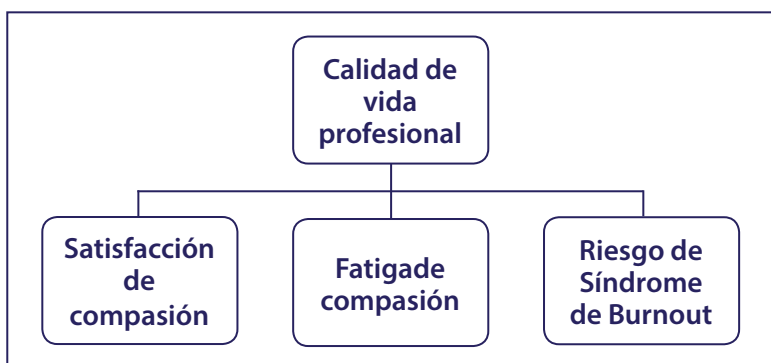 Calidad de
vida
profesional
Satisfacción
de
compasión
Fatigade
compasión
Riesgo de
Síndrome
de Burnout